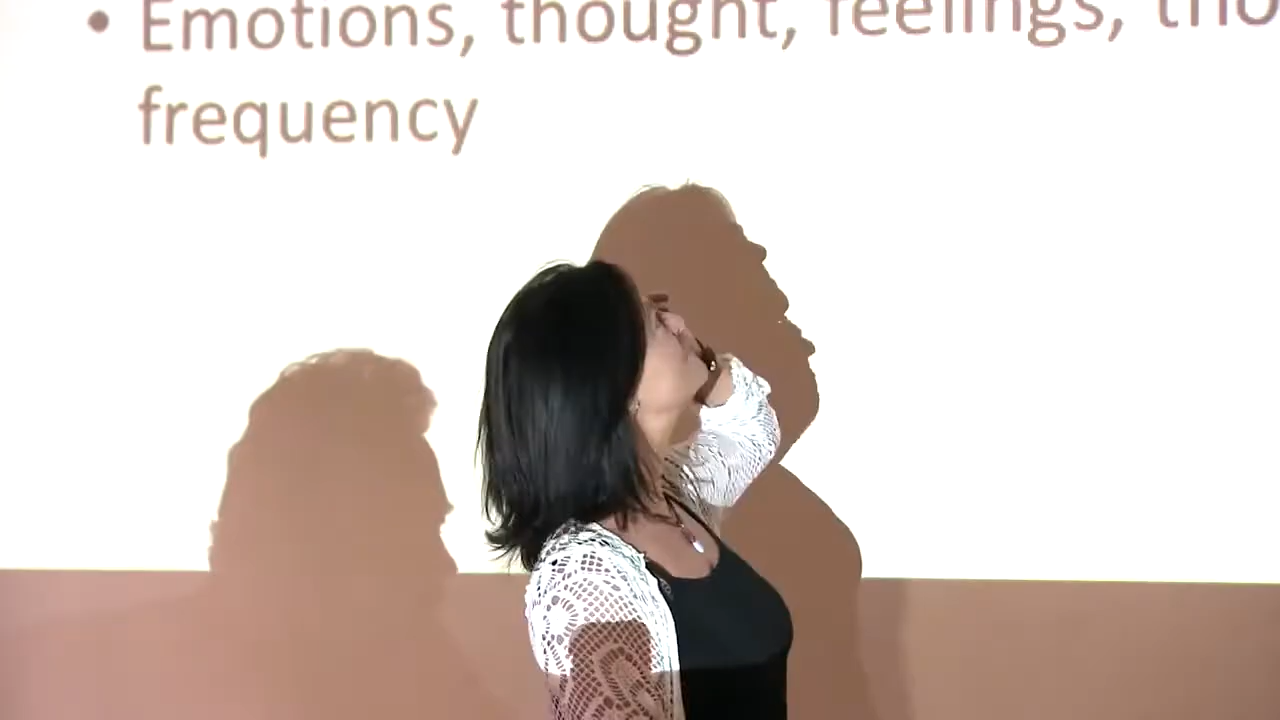 • Emotions, thought, feelings,
frequency